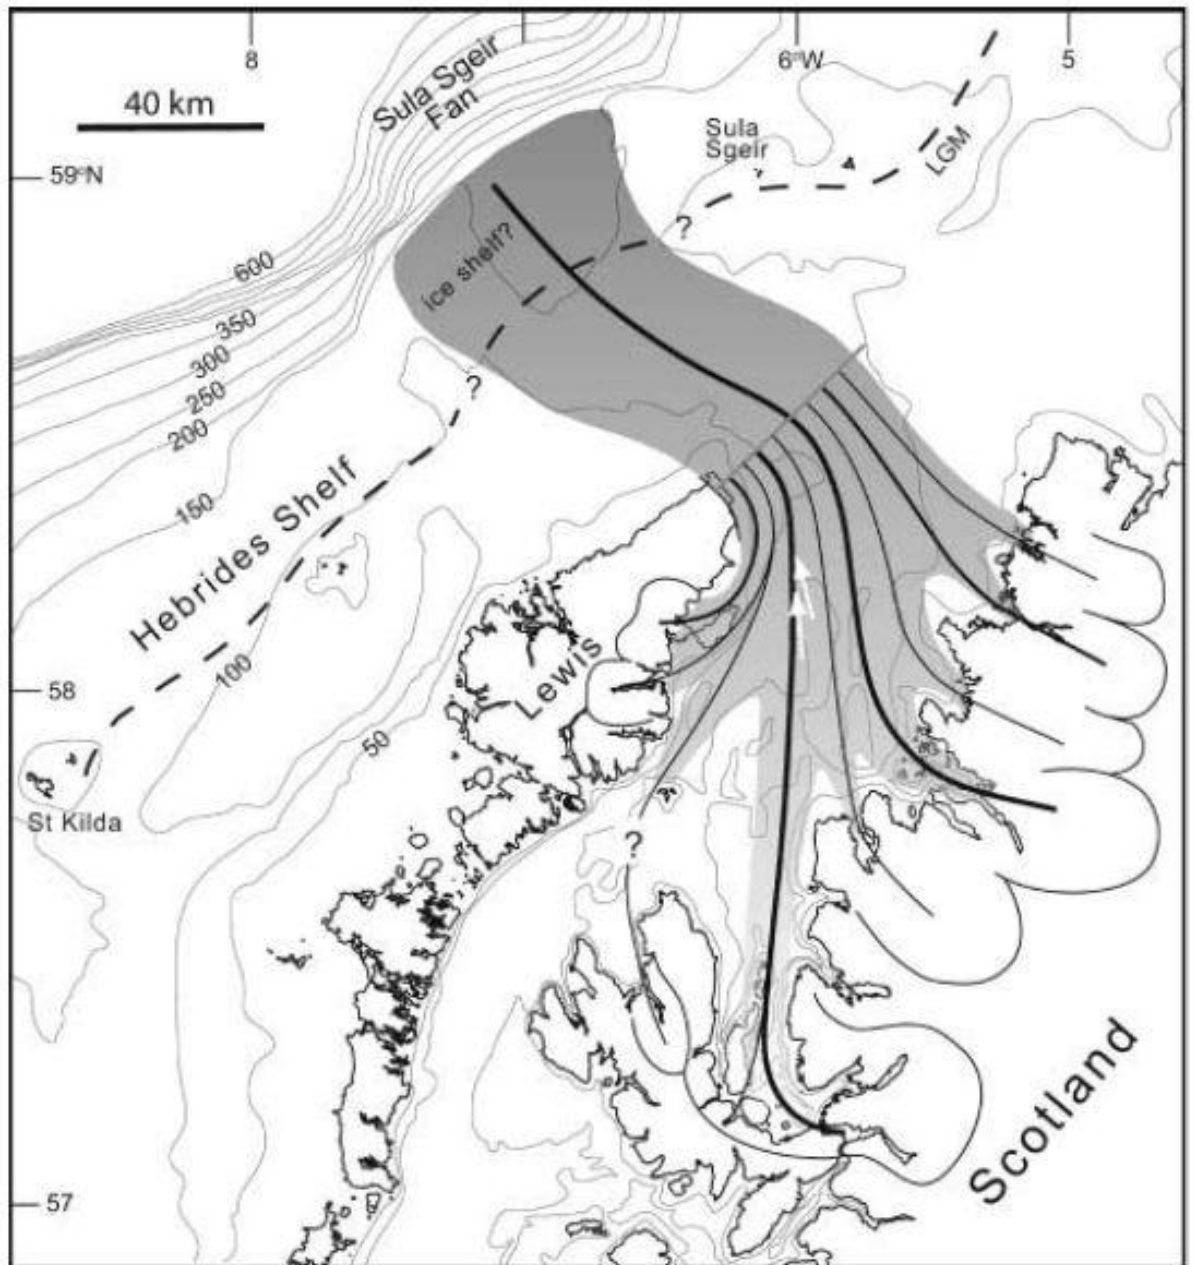 8
6°W
5
40 km
Sula Sgeir
Fan
Sula
Sgeir
LGM
59°N
?
ice shelf?
600
350
300
250
200
?
150
Hebrides Shelf
100
Lewis
58
50
St Kilda
?
Scotland
57